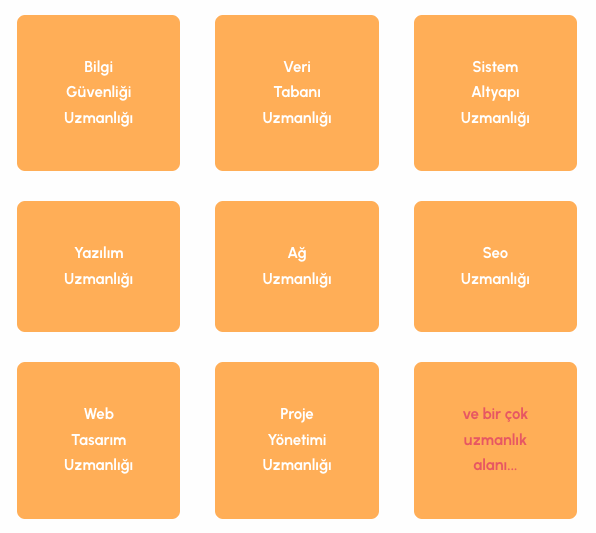 Bilgi
Güvenliği
Uzmanlığı
Veri
Tabanı
Uzmanlığı
Sistem
Altyapı
Uzmanlığı
Yazılım
Uzmanlığı
Ağ
Uzmanlığı
Seo
Uzmanlığı
Web
Tasarım
Uzmanlığı
Proje
Yönetimi
Uzmanlığı
ve bir çok
uzmanlık
alanı...